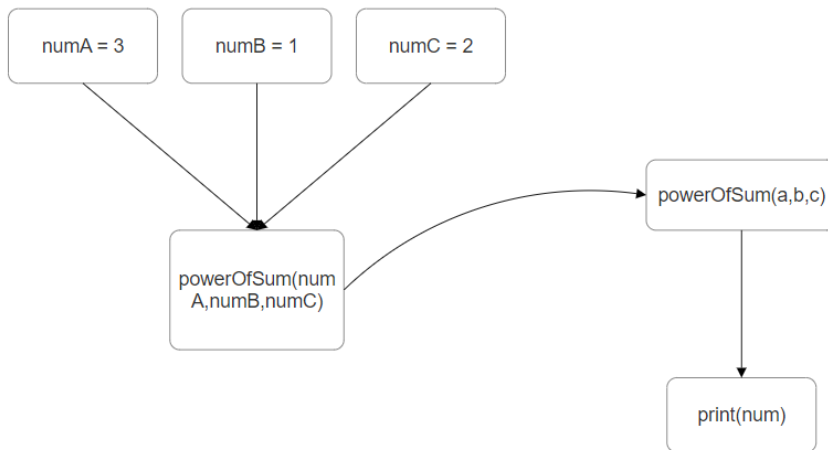 numA = 3
numB = 1
numC = 2
powerOfSum(a,b,c)
powerOfSum(num
A,numB,numC)
print(num)